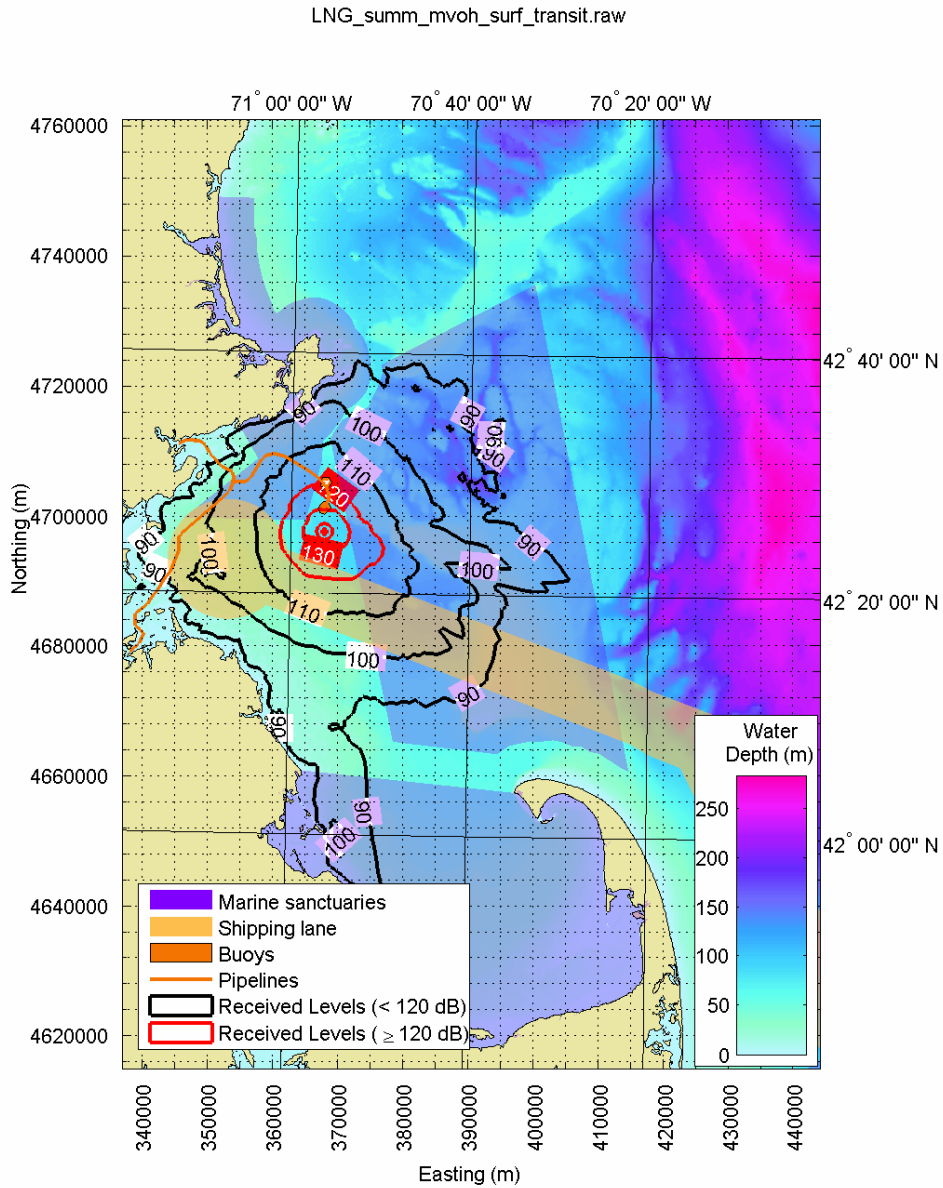 LNG_summ_mvoh_surf_transit.raw
71° 00' 00" W 70° 40' 00" W 70° 20' 00" W
4760000
4740000
4720000
4700000
4680000
4660000
4640000
4620000
Northing (m)
42° 40' 00" N
42° 20' 00" N
42° 00' 00" N
90
100
90
90
90
110
120
90
90
100
130
100
90
110
100
90
90
90
100
Water
Depth (m)
250
200
150
100
50
0
Marine sanctuaries
Shipping lane
Buoys
Pipelines
Received Levels (< 120 dB)
Received Levels ( ≥ 120 dB)
340000 350000 360000 370000 380000 390000 400000 410000 420000 430000 440000
Easting (m)